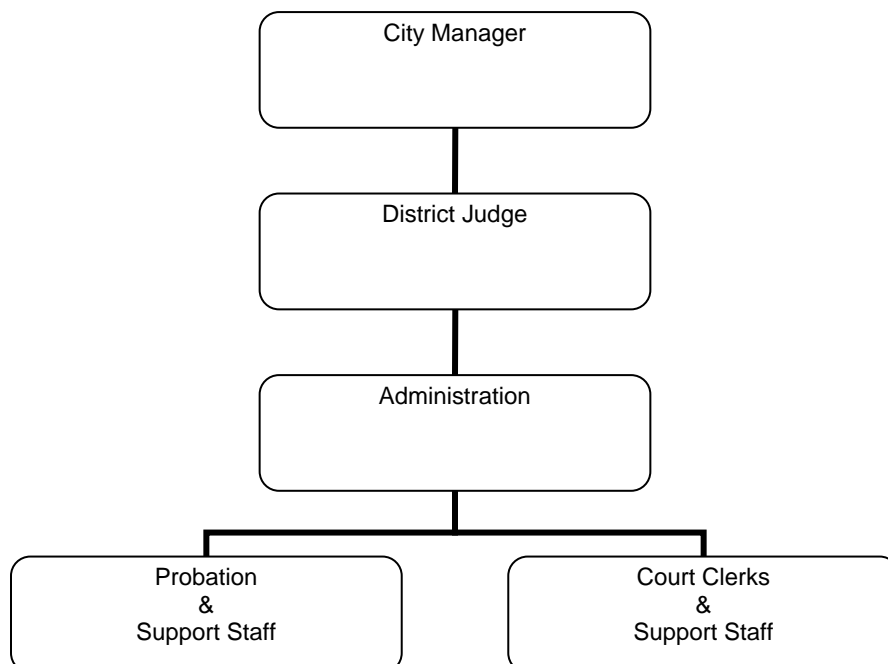 City Manager
District Judge
Administration
Probation
&
Support Staff
Court Clerks
&
Support Staff